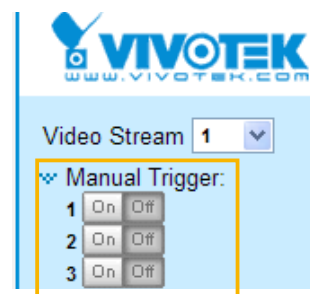 VIVOTEK
www.vivotek.com
Video Stream 1
Manual Trigger:
1 On Off
2 On Off
3 On Off